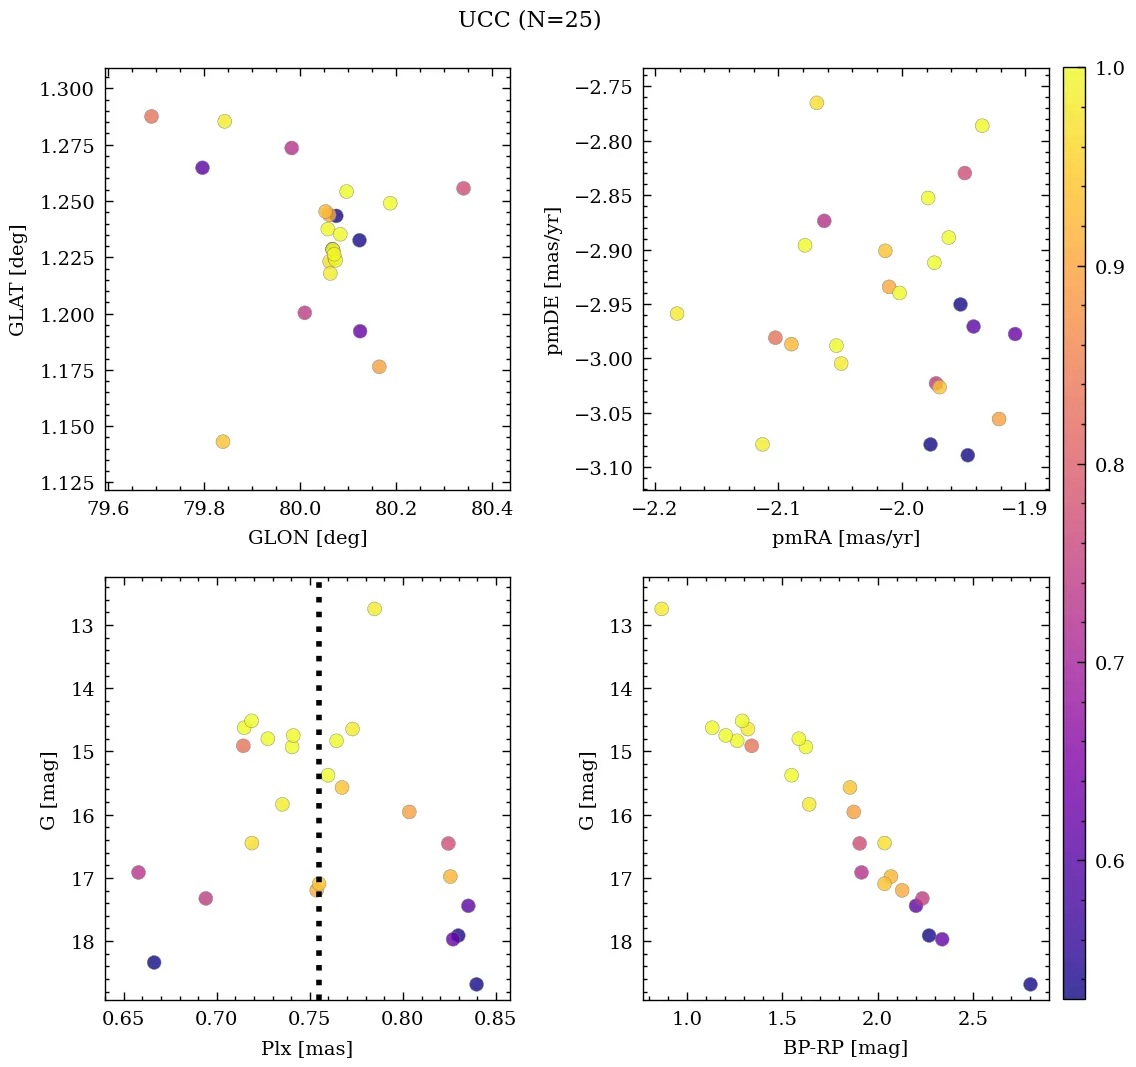 UCC (N=25)
1.300
1.275
1.250
1.225
1.200
1.175
1.150
1.125
GLAT [deg]
79.6 79.8 80.0 80.2 80.4
GLON [deg]
−2.75
−2.80
−2.85
−2.90
−2.95
−3.00
−3.05
−3.10
pmDE [mas/yr]
−2.2 −2.1 −2.0 −1.9
pmRA [mas/yr]
13
14
15
16
17
18
G [mag]
0.65 0.70 0.75 0.80 0.85
Plx [mas]
13
14
15
16
17
18
G [mag]
1.0 1.5 2.0 2.5
BP-RP [mag]
1.0
0.9
0.8
0.7
0.6